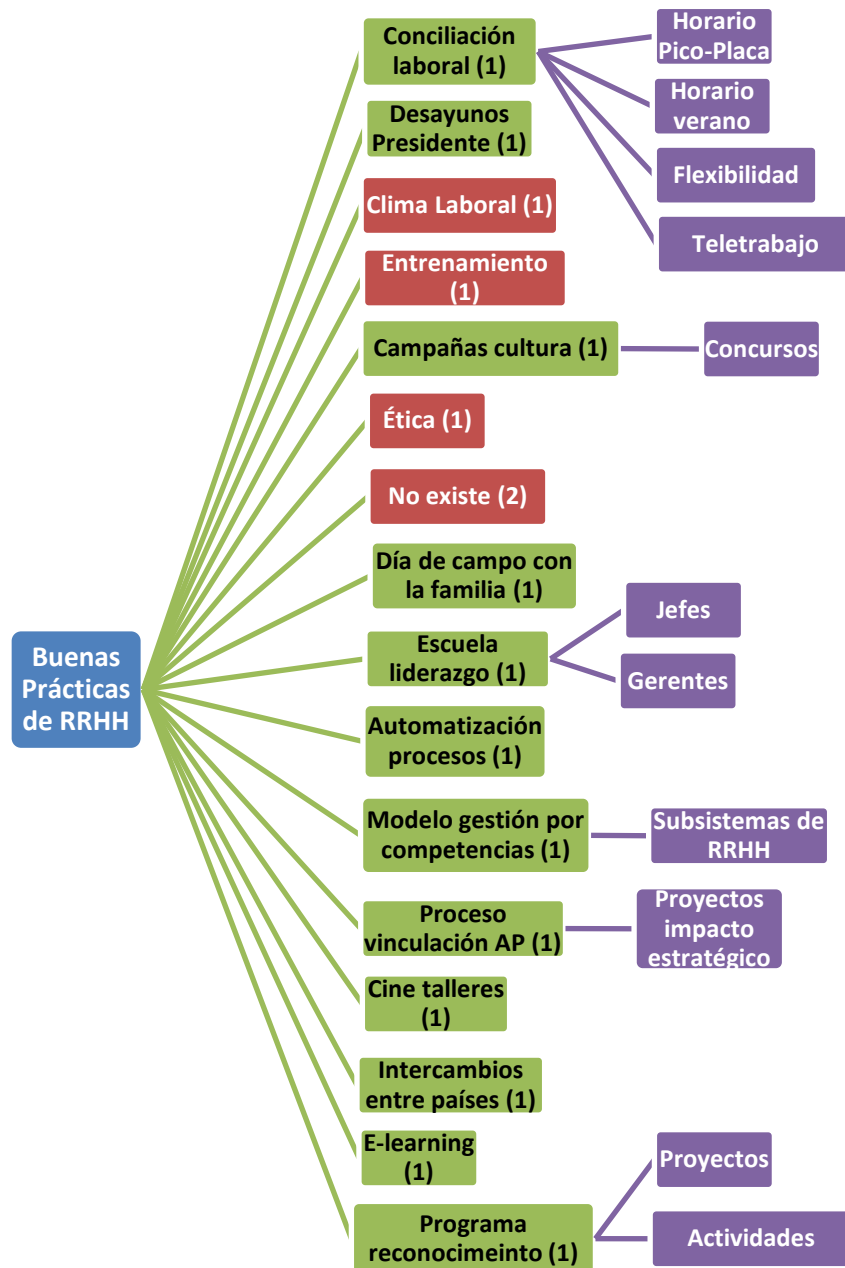 Conciliación
laboral (1)
Horario
Pico-Placa
Horario
verano
Flexibilidad
Teletrabajo
Desayunos
Presidente (1)
Clima Laboral (1)
Entrenamiento
(1)
Campañas cultura (1)
Concursos
Ética (1)
No existe (2)
Día de campo con
la familia (1)
Buenas
Prácticas
de RRHH
Escuela
liderazgo (1)
Jefes
Gerentes
Automatización
procesos (1)
Modelo gestión por
competencias (1)
Subsistemas de
RRHH
Proceso
vinculación AP (1)
Proyectos
impacto
estratégico
Cine talleres
(1)
Intercambios
entre países (1)
E-learning
(1)
Programa
reconocimeinto (1)
Proyectos
Actividades